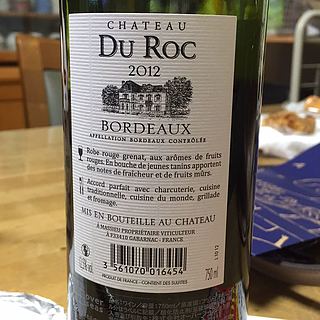 CHATEAU
DU ROC
2012
BORDEAUX
APPELLATION BORDEAUX CONTRÔLÉE
Robe rouge grenat, aux arômes de fruits
rouges. En bouche de jeunes tanins apportent
des notes de fraîcheur et de fruits mûrs.
Accord parfait avec charcuterie, cuisine
traditionnelle, cuisine du monde, grillade
et fromage.
MIS EN BOUTEILLE AU CHATEAU
À MASSIEU PROPRIÉTAIRE VITICULTEUR
À F33410 GABARNAC - FRANCE
3 561070 016454
750 ml
PRODUIT DE FRANCE - CONTIENT DES SULFITES